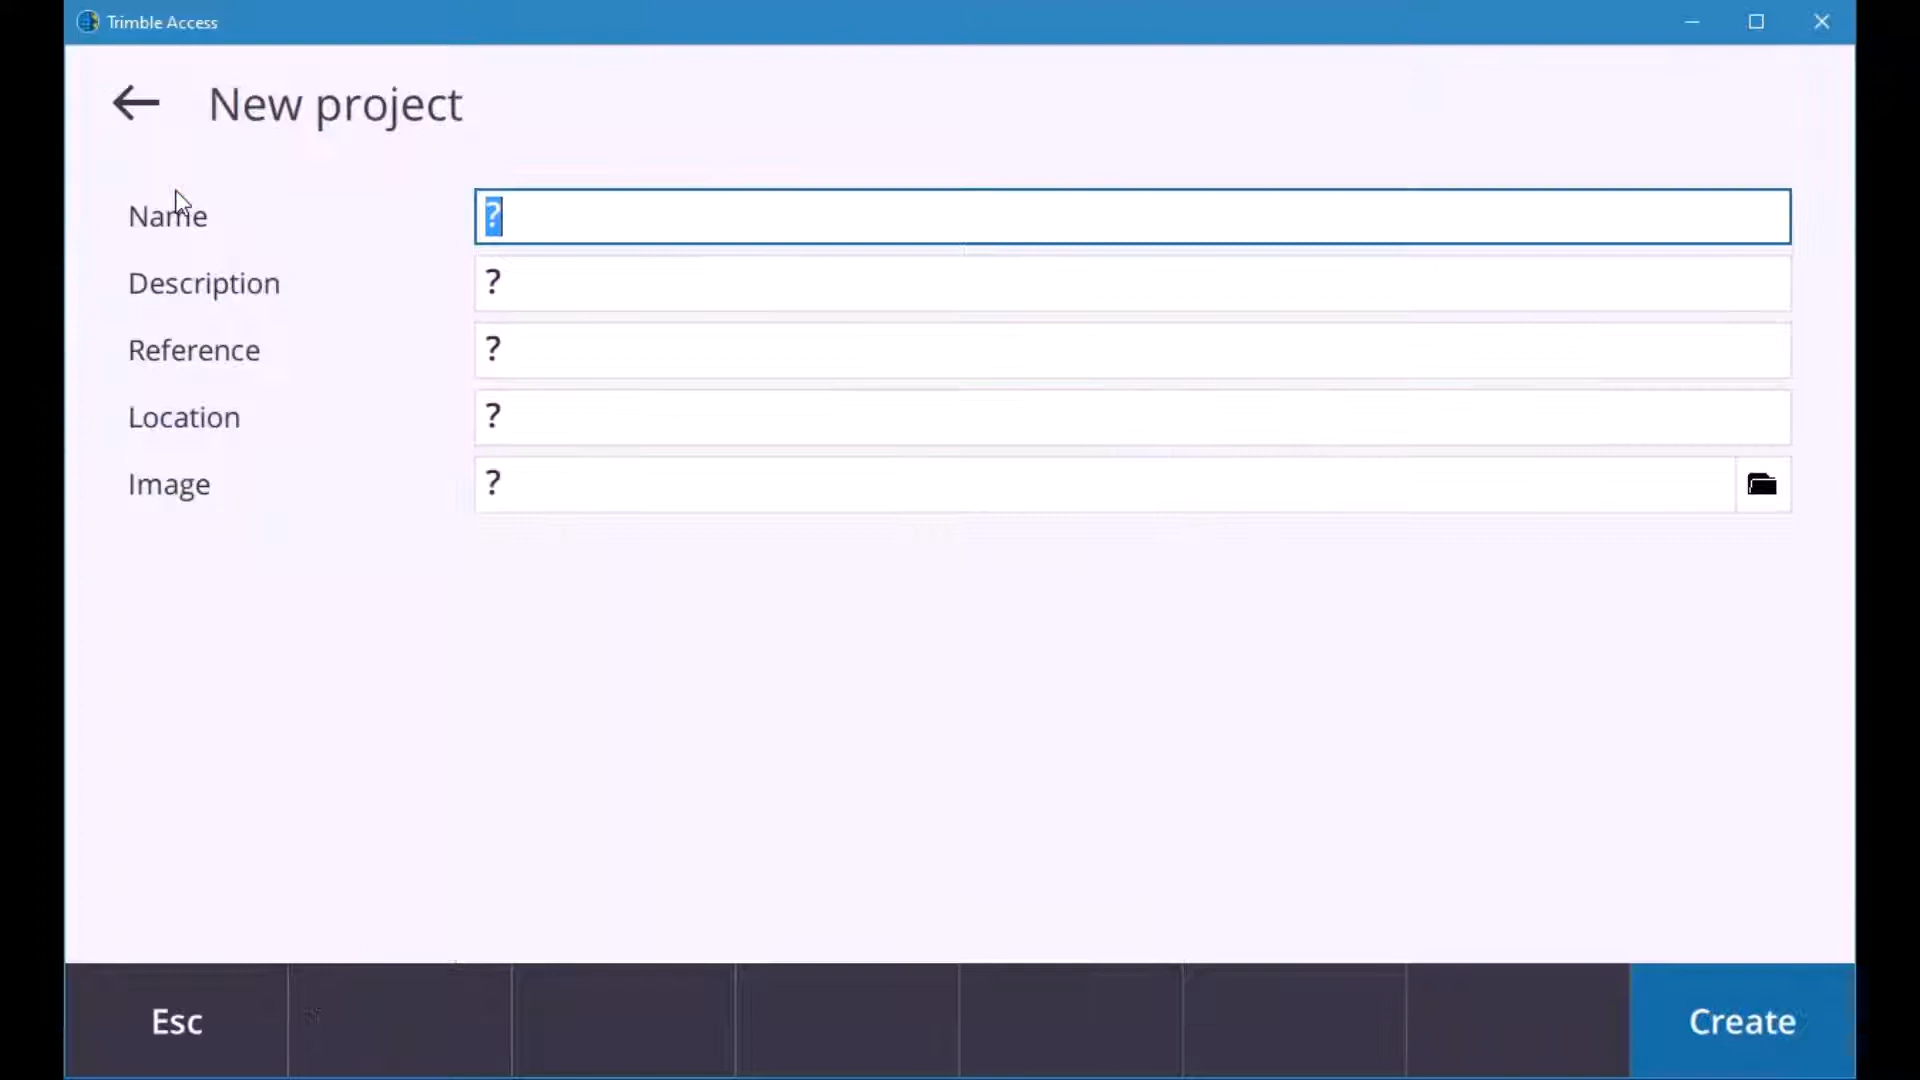 Trimble Access
New project
Name ?
Description ?
Reference ?
Location ?
Image ?
Esc Create